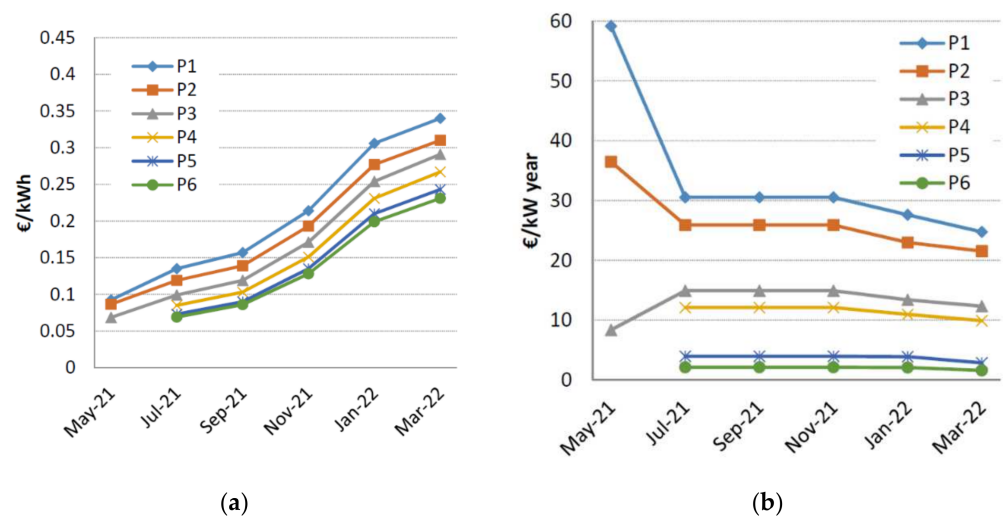 0.45
0.4
0.35
0.3
0.25
0.2
0.15
0.1
0.05
0
€/kWh
P1
P2
P3
P4
P5
P6
May-21
Jul-21
Sep-21
Nov-21
Jan-22
Mar-22
(a)
60
50
40
30
20
10
0
€/kW year
P1
P2
P3
P4
P5
P6
May-21
Jul-21
Sep-21
Nov-21
Jan-22
Mar-22
(b)